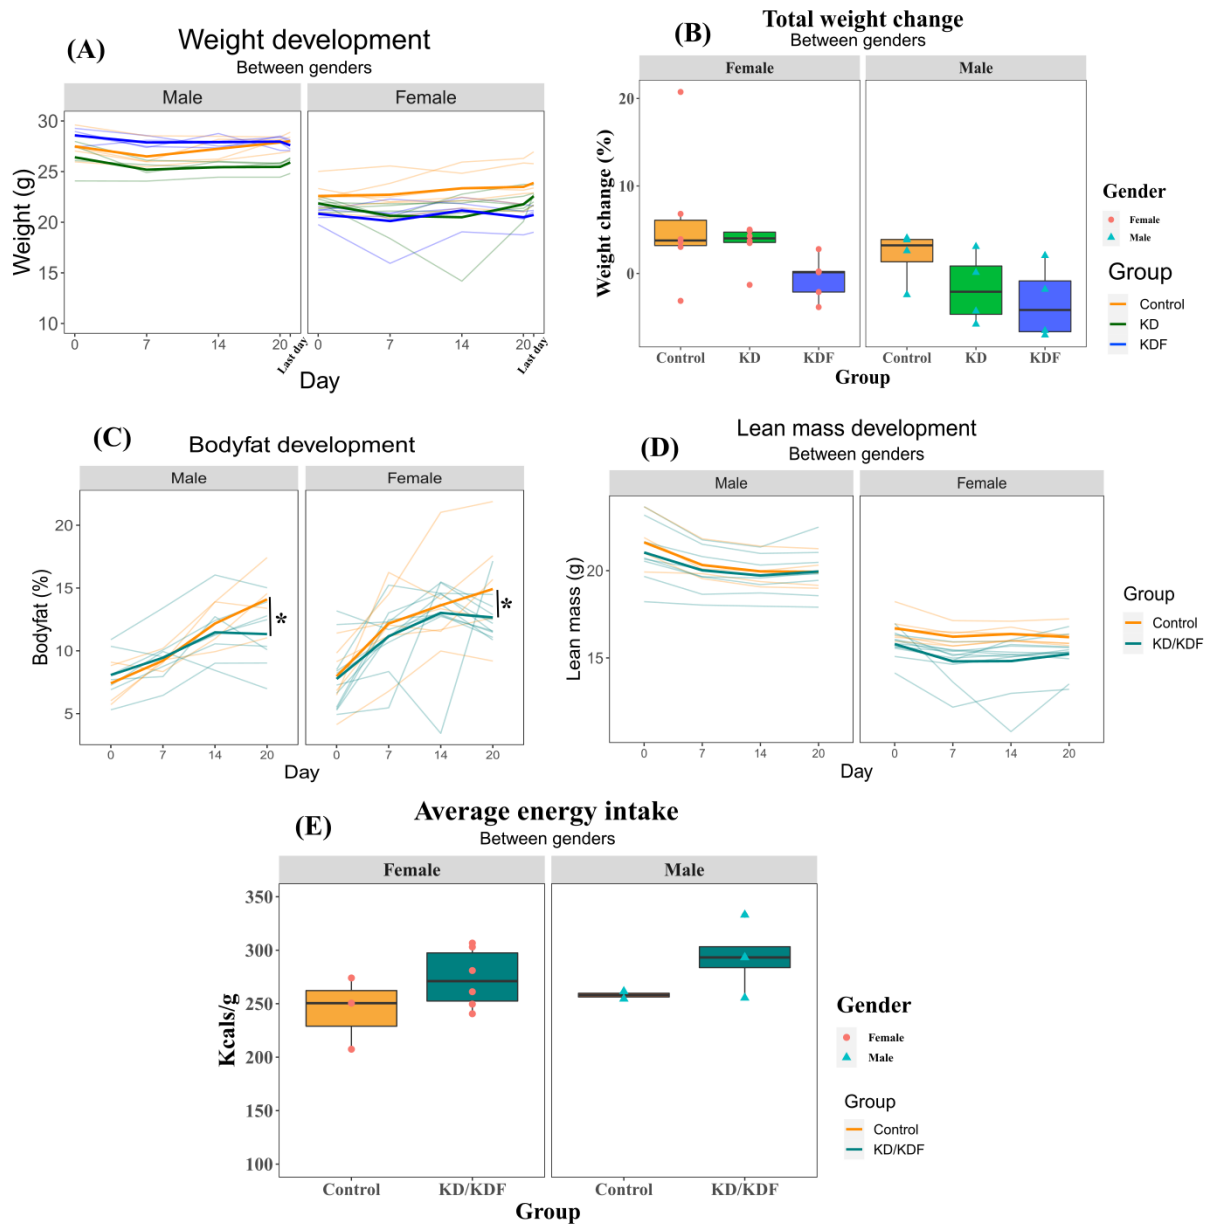 (A)
Weight development
Between genders
Male
Female
Weight (g)
30
25
20
15
10
0
7
14
20
Last day
0
7
14
20
Last day
Day
(B)
Total weight change
Between genders
Female
Male
Weight change (%)
20
10
0
Control
KD
KDF
Control
KD
KDF
Group
Gender
Female
Male
Group
Control
KD
KDF
(C)
Bodyfat development
Male
Female
Bodyfat (%)
20
15
10
5
*
*
0
7
14
20
0
7
14
20
Day
(D)
Lean mass development
Between genders
Male
Female
Lean mass (g)
20
15
0
7
14
20
0
7
14
20
Day
Group
Control
KD/KDF
(E)
Average energy intake
Between genders
Female
Male
Kcals/g
350
300
250
200
150
100
Control
KD/KDF
Control
KD/KDF
Group
Gender
Female
Male
Group
Control
KD/KDF